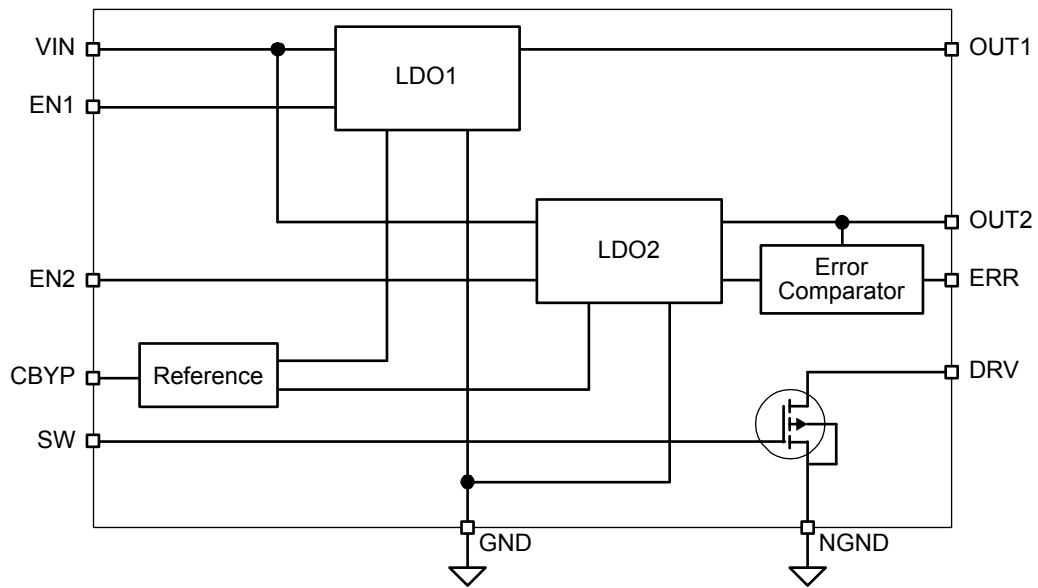 VIN
LDO1
OUT1
EN1
OUT2
LDO2
EN2
Error
Comparator
ERR
CBYP
Reference
DRV
SW
GND
NGND